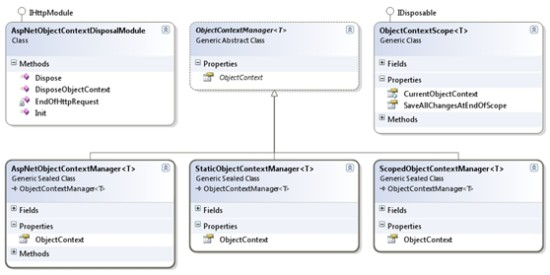 IHttpModule
AspNetObjectContextDisposalModule
Class
Methods
Dispose
DisposeObjectContext
EndOfHttpRequest
Init
ObjectContextManager<T>
Generic Abstract Class
Properties
ObjectContext
IDisposable
ObjectContextScope<T>
Generic Class
Fields
Properties
CurrentObjectContext
SaveAllChangesAtEndOfScope
Methods
AspNetObjectContextManager<T>
Generic Sealed Class
→ ObjectContextManager<T>
Fields
Properties
ObjectContext
Methods
StaticObjectContextManager<T>
Generic Sealed Class
→ ObjectContextManager<T>
Fields
Properties
ObjectContext
ScopedObjectContextManager<T>
Generic Sealed Class
→ ObjectContextManager<T>
Fields
Properties
ObjectContext